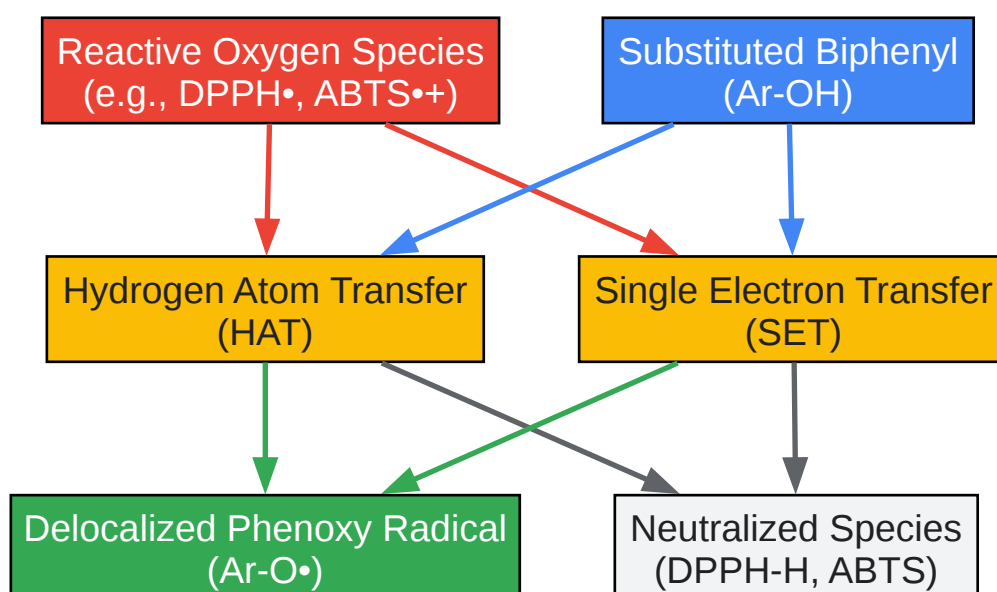 Reactive Oxygen Species
(e.g., DPPH•, ABTS•+)
Substituted Biphenyl
(Ar-OH)
Hydrogen Atom Transfer
(HAT)
Single Electron Transfer
(SET)
Delocalized Phenoxy Radical
(Ar-O•)
Neutralized Species
(DPPH-H, ABTS)